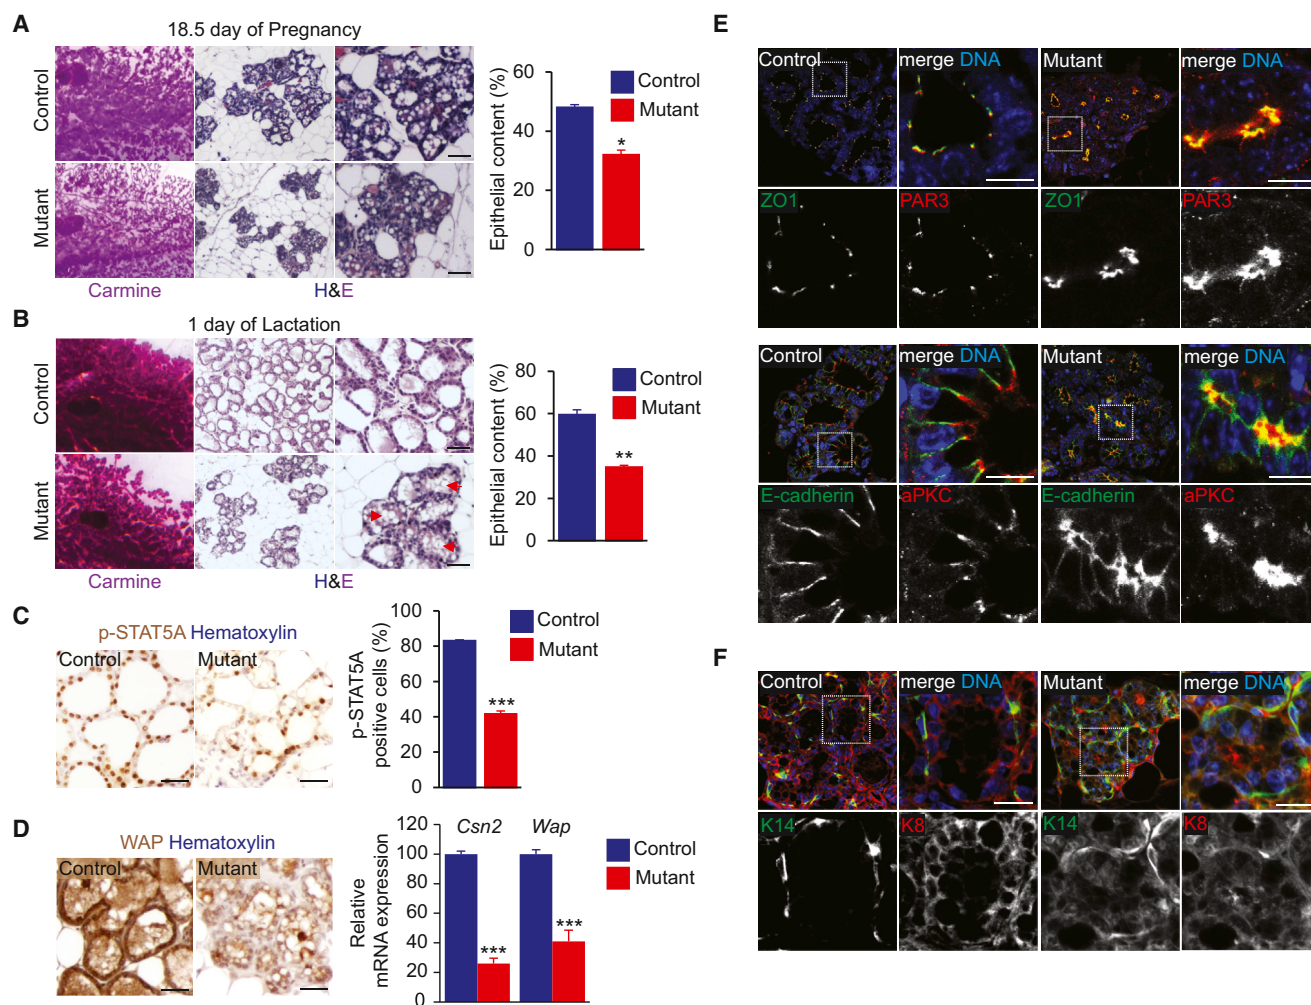 A
18.5 day of Pregnancy
Control
Mutant
Carmine
H&E
Epithelial content (%)
60
40
20
0
*
Control
Mutant
B
1 day of Lactation
Control
Mutant
Carmine
H&E
Epithelial content (%)
80
60
40
20
0
**
Control
Mutant
C
p-STAT5A Hematoxylin
Control
Mutant
p-STAT5A
positive cells (%)
100
80
60
40
20
0
***
Control
Mutant
D
WAP Hematoxylin
Control
Mutant
Relative
mRNA expression
120
100
80
60
40
20
0
Csn2
Wap
***
***
Control
Mutant
E
Control
merge DNA
Mutant
merge DNA
ZO1
PAR3
ZO1
PAR3
Control
merge DNA
Mutant
merge DNA
E-cadherin
aPKC
E-cadherin
aPKC
F
Control
merge DNA
Mutant
merge DNA
K14
K8
K14
K8